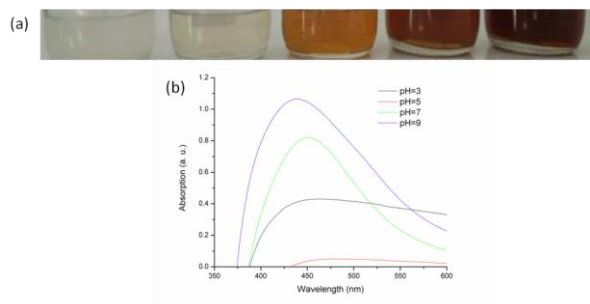 (a)
(b)
1.2
1.0
0.8
0.6
0.4
0.2
0.0
Absorption (a. u.)
350 400 450 500 550 600
Wavelength (nm)
pH=3
pH=5
pH=7
pH=9